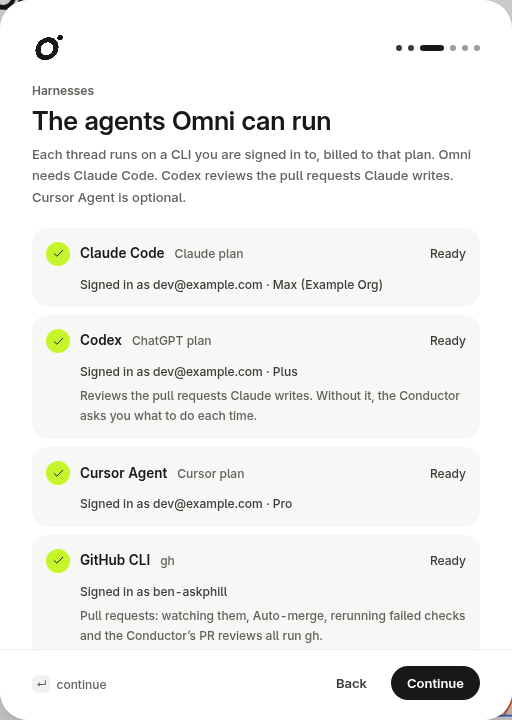 Harnesses
The agents Omni can run
Each thread runs on a CLI you are signed in to, billed to that plan. Omni
needs Claude Code. Codex reviews the pull requests Claude writes.
Cursor Agent is optional.
Claude Code Claude plan Ready
Signed in as dev@example.com · Max (Example Org)
Codex ChatGPT plan Ready
Signed in as dev@example.com · Plus
Reviews the pull requests Claude writes. Without it, the Conductor
asks you what to do each time.
Cursor Agent Cursor plan Ready
Signed in as dev@example.com · Pro
GitHub CLI gh Ready
Signed in as ben-askphill
Pull requests: watching them, Auto-merge, rerunning failed checks
and the Conductor’s PR reviews all run gh.
↵ continue Back Continue